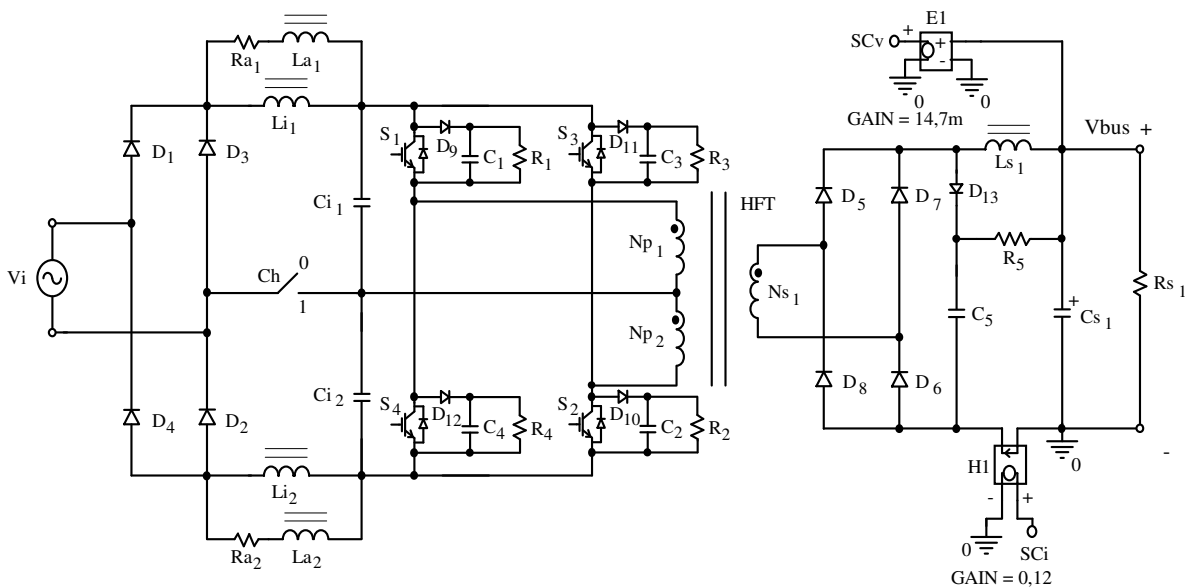 E1
SCv
+
+
-
Ra1
La1
0
0
GAIN = 14,7m
Li1
Vbus +
S1
D9
C1
R1
S3
D11
C3
R3
Ls1
D1
D3
D5
D7
D13
HFT
Ci1
Np1
R5
Vi
Ch
0
1
Ns1
Rs1
Np2
C5
+
Cs1
D8
D6
D4
D2
Ci2
S4
D12
C4
R4
S2
D10
C2
R2
0
-
Li2
H1
-
+
Ra2
La2
0
SCi
GAIN = 0,12